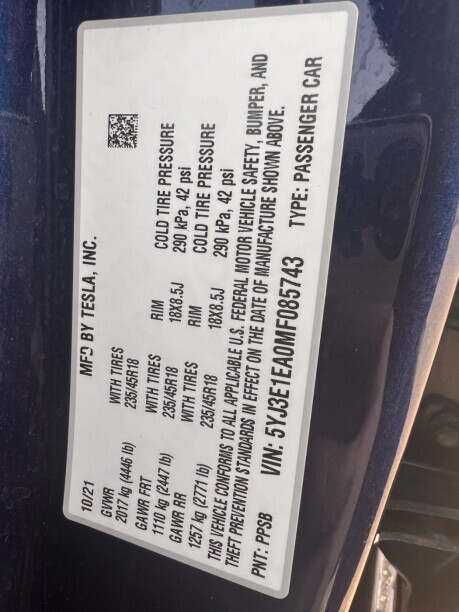 10/21 MFD BY TESLA, INC.
GVWR
2017 kg (4446 lb)
GAWR FRT WITH TIRES RIM COLD TIRE PRESSURE
1110 kg (2447 lb) 235/45R18 18X8.5J 290 kPa, 42 psi
GAWR RR WITH TIRES RIM COLD TIRE PRESSURE
1257 kg (2771 lb) 235/45R18 18X8.5J 290 kPa, 42 psi
WITH TIRES
235/45R18
THIS VEHICLE CONFORMS TO ALL APPLICABLE U.S. FEDERAL MOTOR VEHICLE SAFETY, BUMPER, AND
THEFT PREVENTION STANDARDS IN EFFECT ON THE DATE OF MANUFACTURE SHOWN ABOVE.
PNT: PPSB VIN: 5YJ3E1EA0MF085743 TYPE: PASSENGER CAR